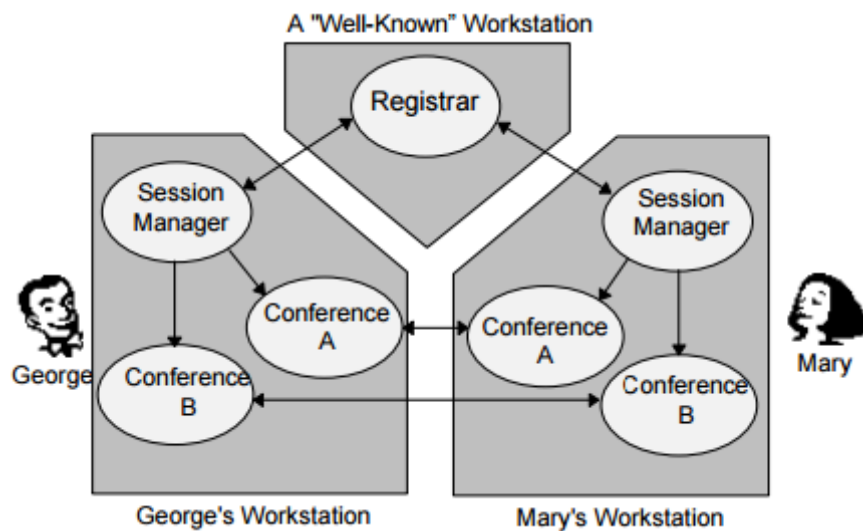 A "Well-Known” Workstation
Registrar
Session
Manager
Session
Manager
Conference
A
Conference
A
George
Conference
B
Conference
B
Mary
George's Workstation
Mary's Workstation